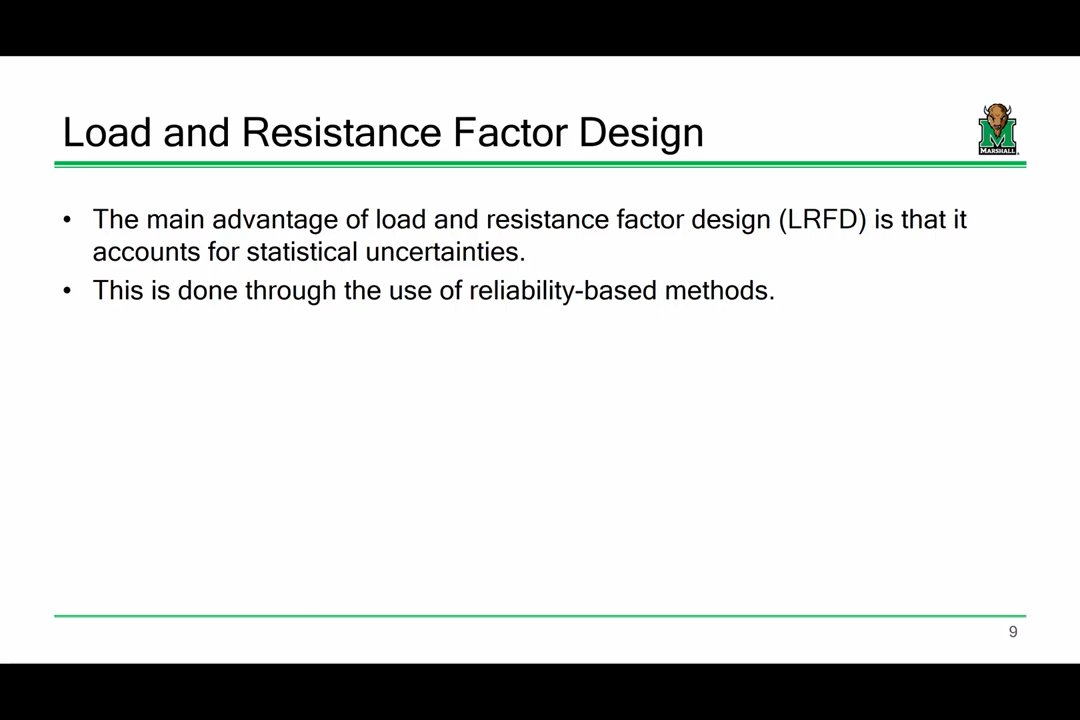 Load and Resistance Factor Design
MARSHALL
• The main advantage of load and resistance factor design (LRFD) is that it
accounts for statistical uncertainties.
• This is done through the use of reliability-based methods.
9